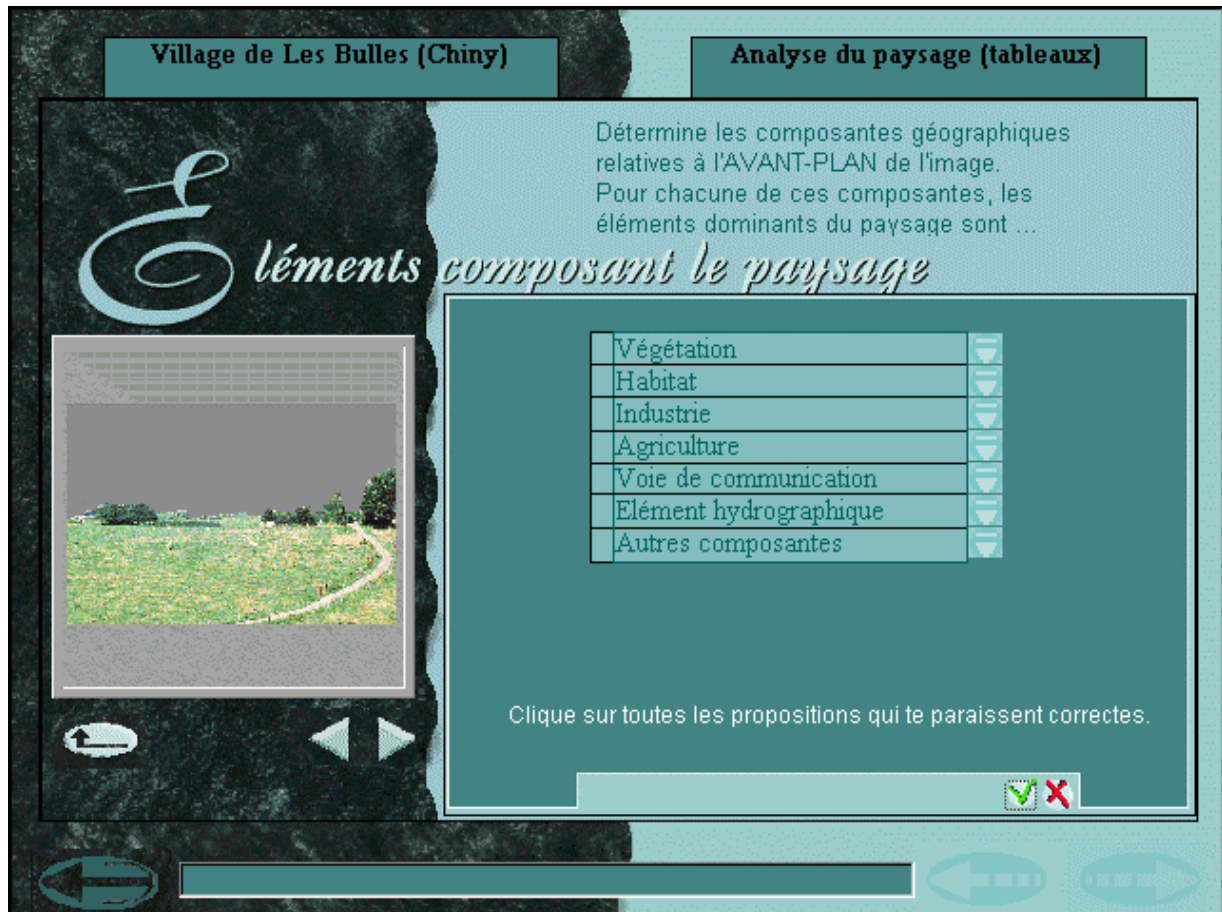 Village de Les Bulles (Chiny)
Analyse du paysage (tableaux)
Détermine les composantes géographiques
relatives à l'AVANT-PLAN de l'image.
Pour chacune de ces composantes, les
éléments dominants du paysage sont ...
Éléments composant le paysage
Végétation
Habitat
Industrie
Agriculture
Voie de communication
Elément hydrographique
Autres composantes
Clique sur toutes les propositions qui te paraissent correctes.